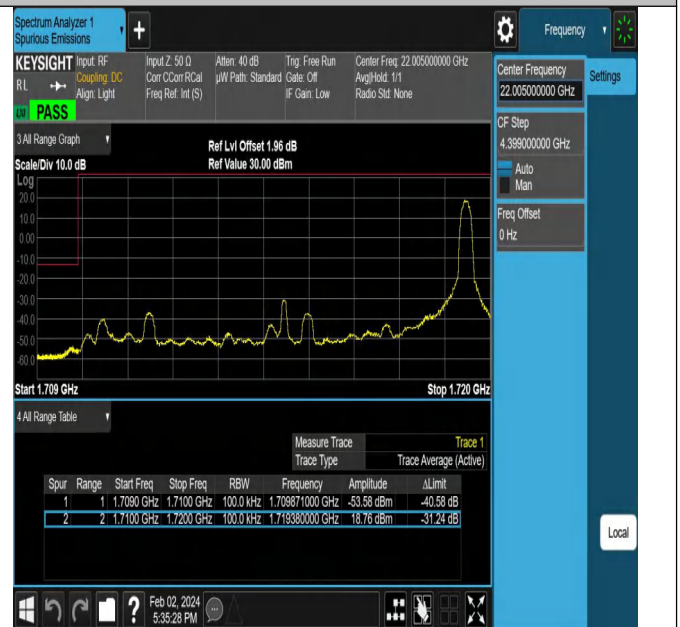 Spectrum Analyzer 1
Spurious Emissions
+
Frequency
KEYSIGHT Input: RF Input Z: 50 Ω Atten: 40 dB Trig: Free Run Center Freq: 22.005000000 GHz
RL Coupling: DC Corr CCorr RCal µW Path: Standard Gate: Off Avg|Hold: 1/1
Align: Light Freq Ref: Int (S) IF Gain: Low Radio Std: None
PASS
Center Frequency
22.005000000 GHz
Settings
CF Step
4.399000000 GHz
Auto
Man
Freq Offset
0 Hz
3 All Range Graph
Ref Lvl Offset 1.96 dB
Scale/Div 10.0 dB Ref Value 30.00 dBm
Log
20.0
10.0
0.00
-10.0
-20.0
-30.0
-40.0
-50.0
-60.0
Start 1.709 GHz Stop 1.720 GHz
4 All Range Table
Measure Trace Trace 1
Trace Type Trace Average (Active)
Spur Range Start Freq Stop Freq RBW Frequency Amplitude ΔLimit
1 1 1.7090 GHz 1.7100 GHz 100.0 kHz 1.709871000 GHz -53.58 dBm -40.58 dB
2 2 1.7100 GHz 1.7200 GHz 100.0 kHz 1.719380000 GHz 18.76 dBm -31.24 dB
Local
? Feb 02, 2024
5:35:28 PM